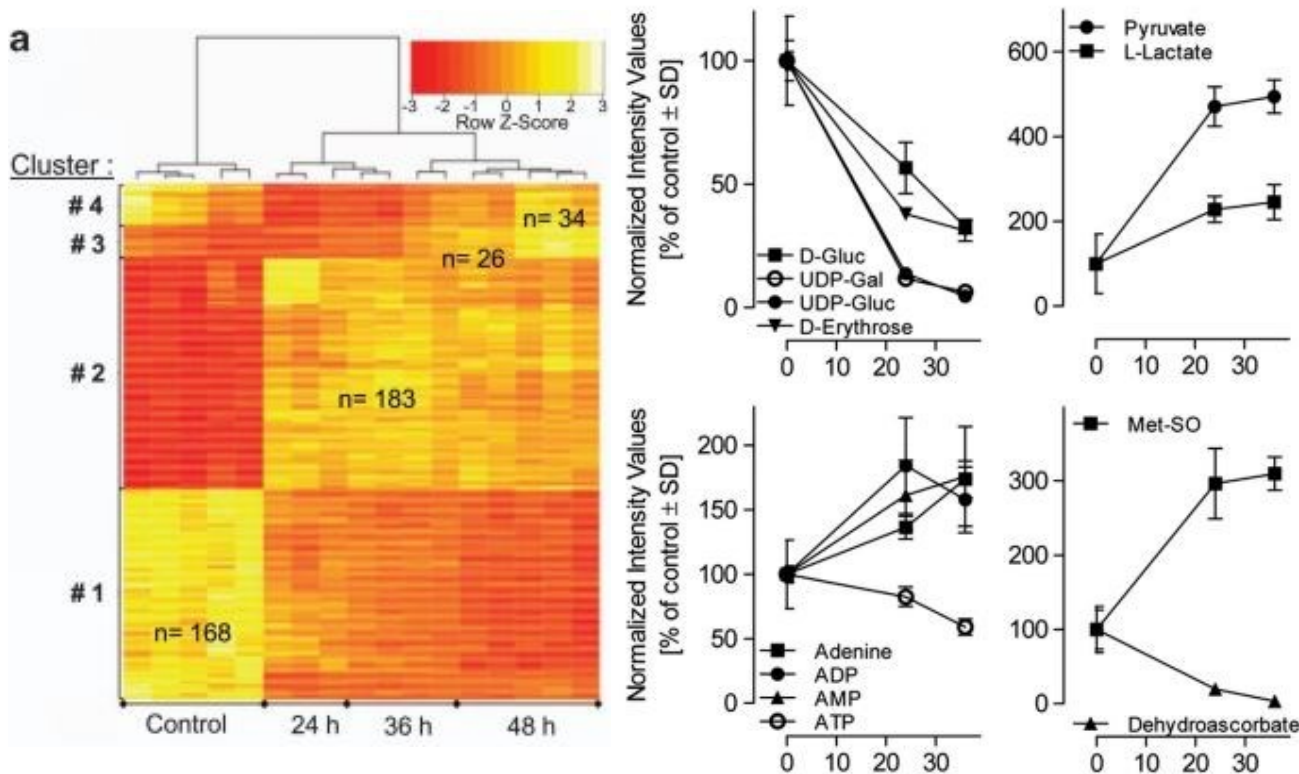 a
-3 -2 -1 0 1 2 3
Row Z-Score
Cluster :
# 4
# 3
# 2
# 1
n= 34
n= 26
n= 183
n= 168
Control 24 h 36 h 48 h
Normalized Intensity Values
[% of control ± SD]
100
50
0
D-Gluc
UDP-Gal
UDP-Gluc
D-Erythrose
0 10 20 30
Pyruvate
L-Lactate
600
400
200
0
0 10 20 30
Normalized Intensity Values
[% of control ± SD]
200
150
100
50
0
Adenine
ADP
AMP
ATP
0 10 20 30
Met-SO
300
200
100
0
Dehydroascorbate
0 10 20 30